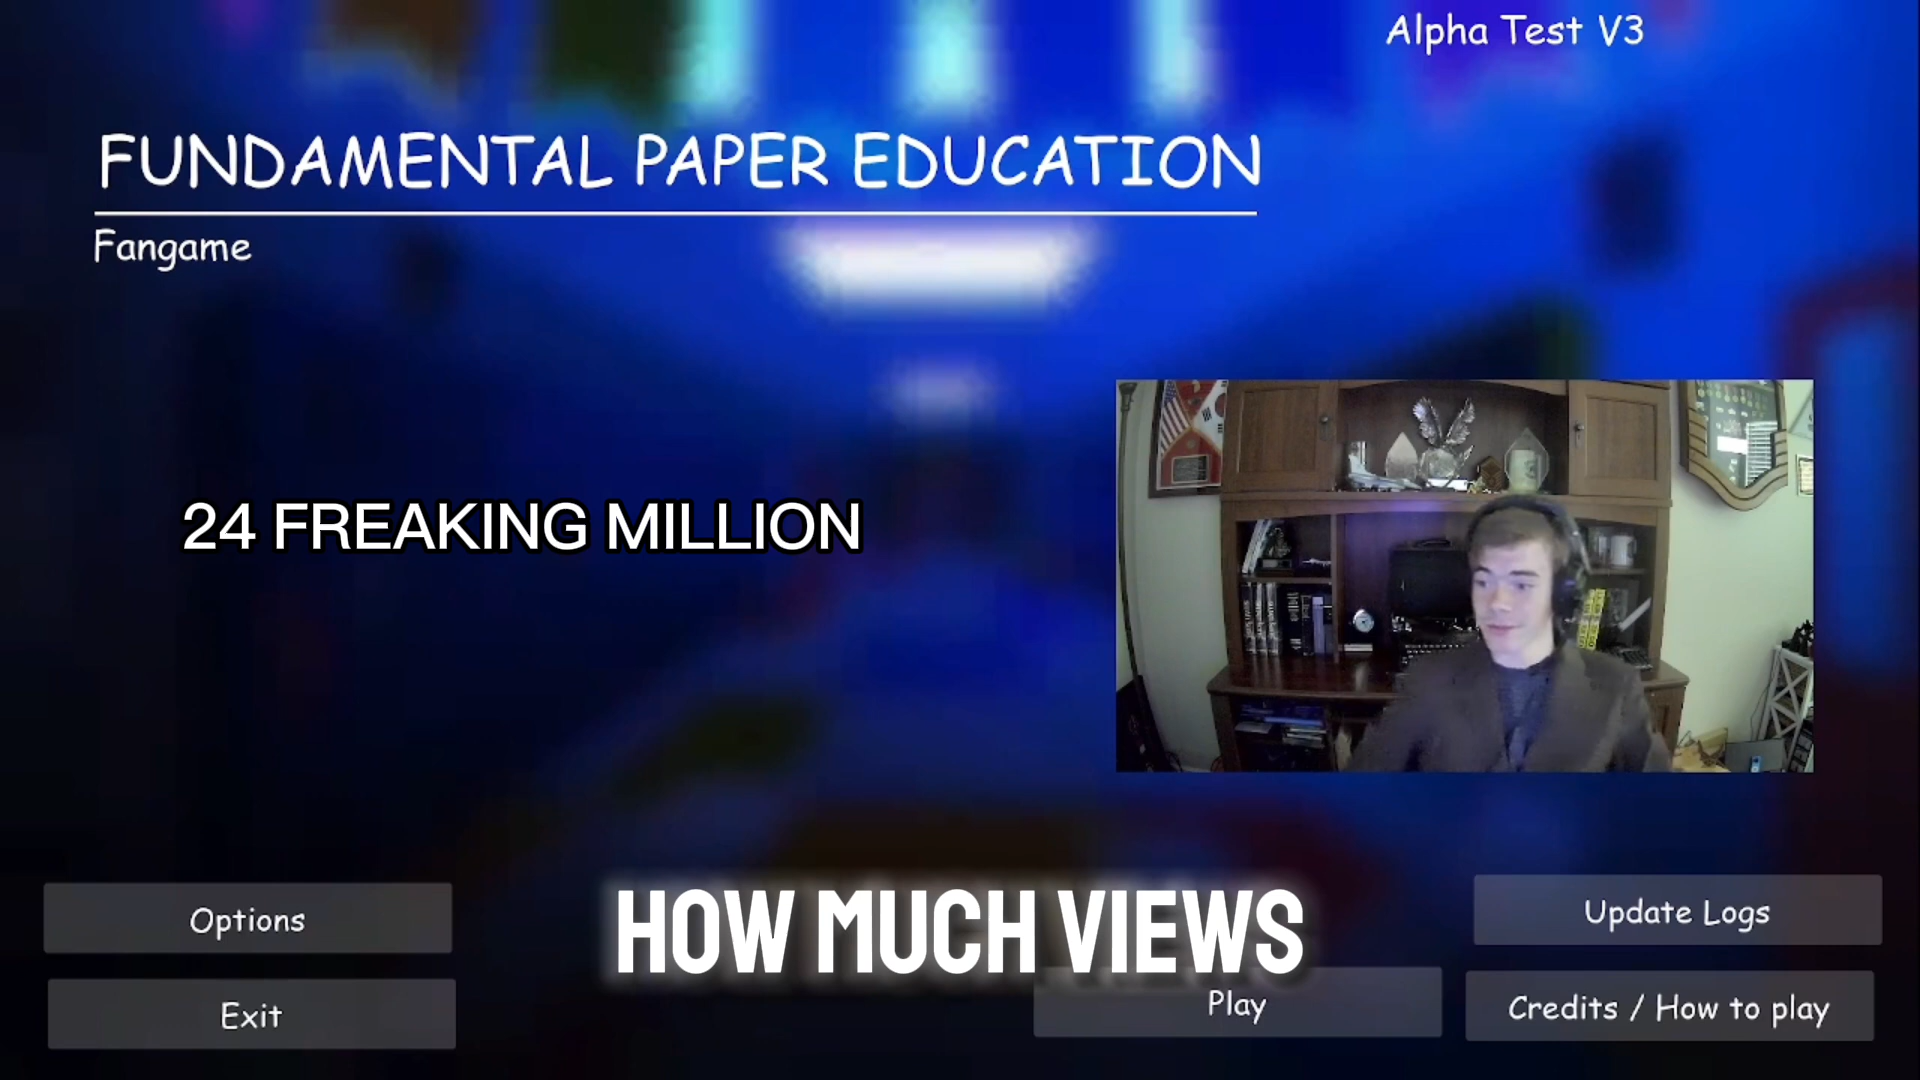 Alpha Test V3
FUNDAMENTAL PAPER EDUCATION
Fangame
24 FREAKING MILLION
HOW MUCH VIEWS
Options
Update Logs
Exit
Play
Credits / How to play